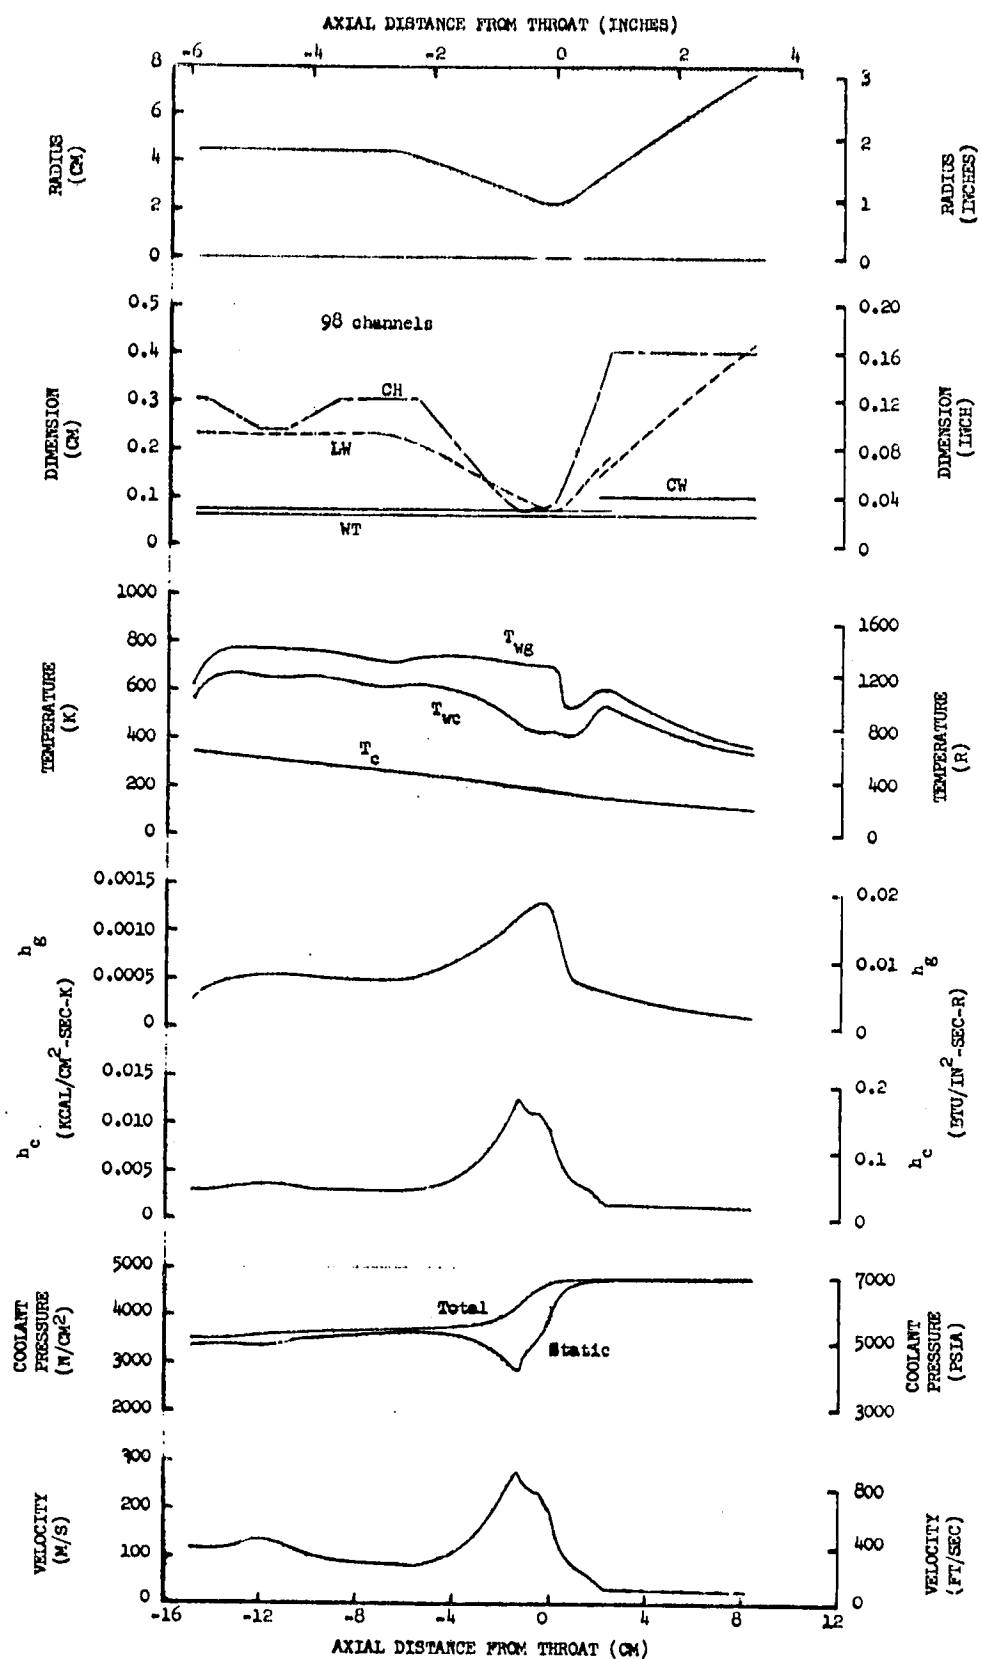 AXIAL DISTANCE FROM THROAT (INCHES)
-6 -4 -2 0 2 4
8
6
4
2
0
RADIUS
(CM)
3
2
1
0
RADIUS
(INCHES)
0.5
0.4
0.3
0.2
0.1
0
DIMENSION
(CM)
98 channels
CH
LW
CW
WT
0.20
0.16
0.12
0.08
0.04
0
DIMENSION
(INCH)
1000
800
600
400
200
0
TEMPERATURE
(K)
Twg
Twc
Tc
1600
1200
800
400
0
TEMPERATURE
(R)
0.0015
0.0010
0.0005
0
hg
0.02
0.01
0
hg
(KCAL/CM2-SEC-K)
(BTU/IN2-SEC-R)
0.015
0.010
0.005
0
hc
0.2
0.1
0
hc
5000
4000
3000
2000
COOLANT
PRESSURE
(N/CM2)
Total
Static
7000
5000
3000
COOLANT
PRESSURE
(PSIA)
300
200
100
0
VELOCITY
(M/S)
800
400
0
VELOCITY
(FT/SEC)
-16 -12 -8 -4 0 4 8 12
AXIAL DISTANCE FROM THROAT (CM)